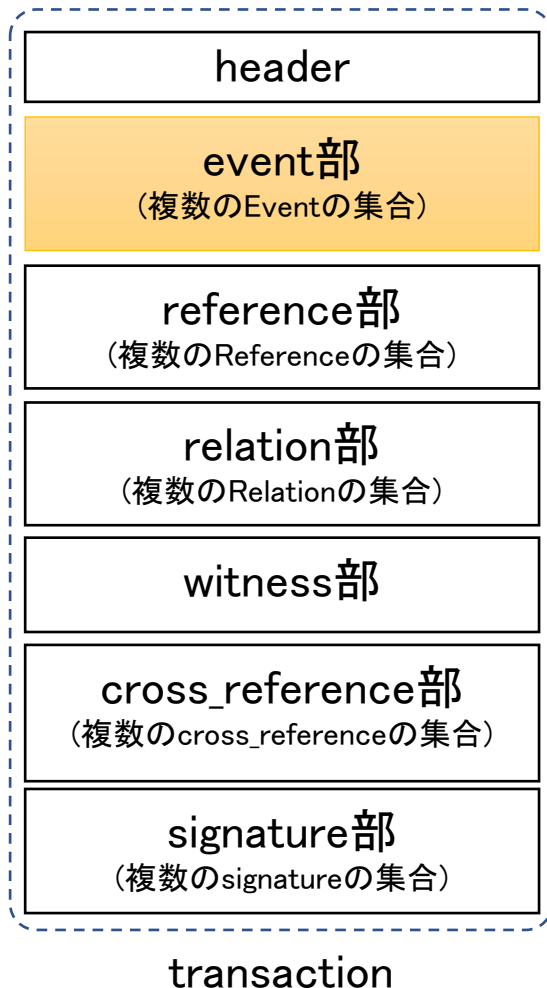 header
event部
(複数のEventの集合)
reference部
(複数のReferenceの集合)
relation部
(複数のRelationの集合)
witness部
cross_reference部
(複数のcross_referenceの集合)
signature部
(複数のsignatureの集合)
transaction